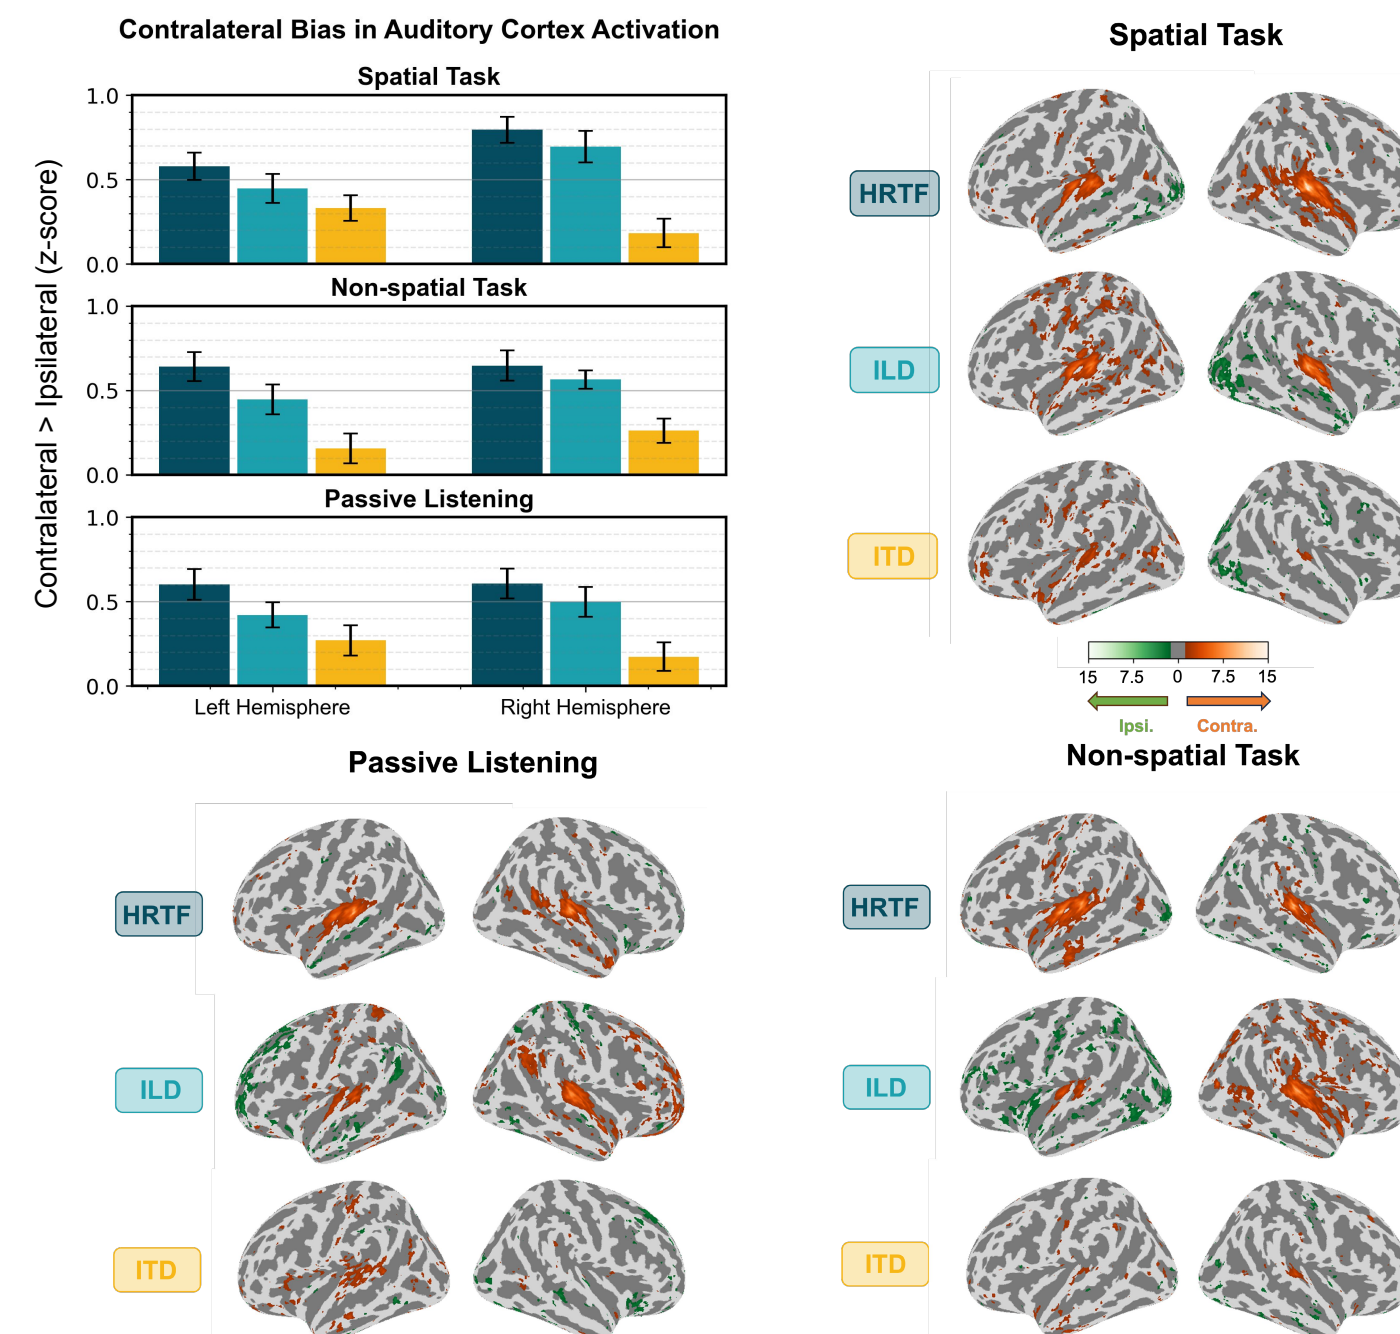 Contralateral Bias in Auditory Cortex Activation
Spatial Task
1.0
0.5
0.0
Non-spatial Task
1.0
0.5
0.0
Passive Listening
1.0
0.5
0.0
Contralateral > Ipsilateral (z-score)
Left Hemisphere
Right Hemisphere
Spatial Task
HRTF
ILD
ITD
15 7.5 0 7.5 15
Ipsi. Contra.
Passive Listening
HRTF
ILD
ITD
Non-spatial Task
HRTF
ILD
ITD